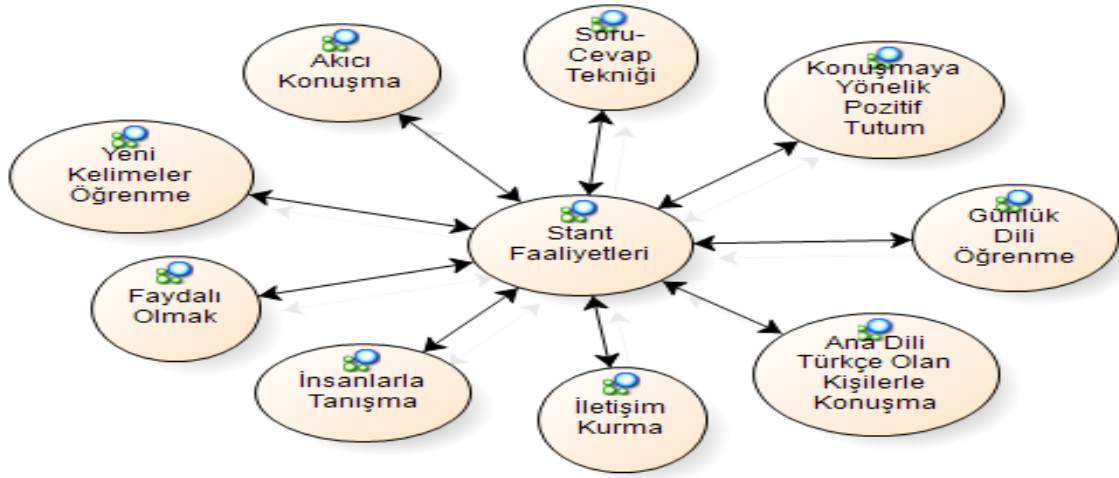 Akıcı
Konuşma
Soru-
Cevap
Tekniği
Konuşmaya
Yönelik
Pozitif
Tutum
Yeni
Kelimeler
Öğrenme
Stant
Faaliyetleri
Günlük
Dili
Öğrenme
Faydalı
Olmak
İnsanlarla
Tanışma
İletişim
Kurma
Ana Dili
Türkçe Olan
Kişilerle
Konuşma